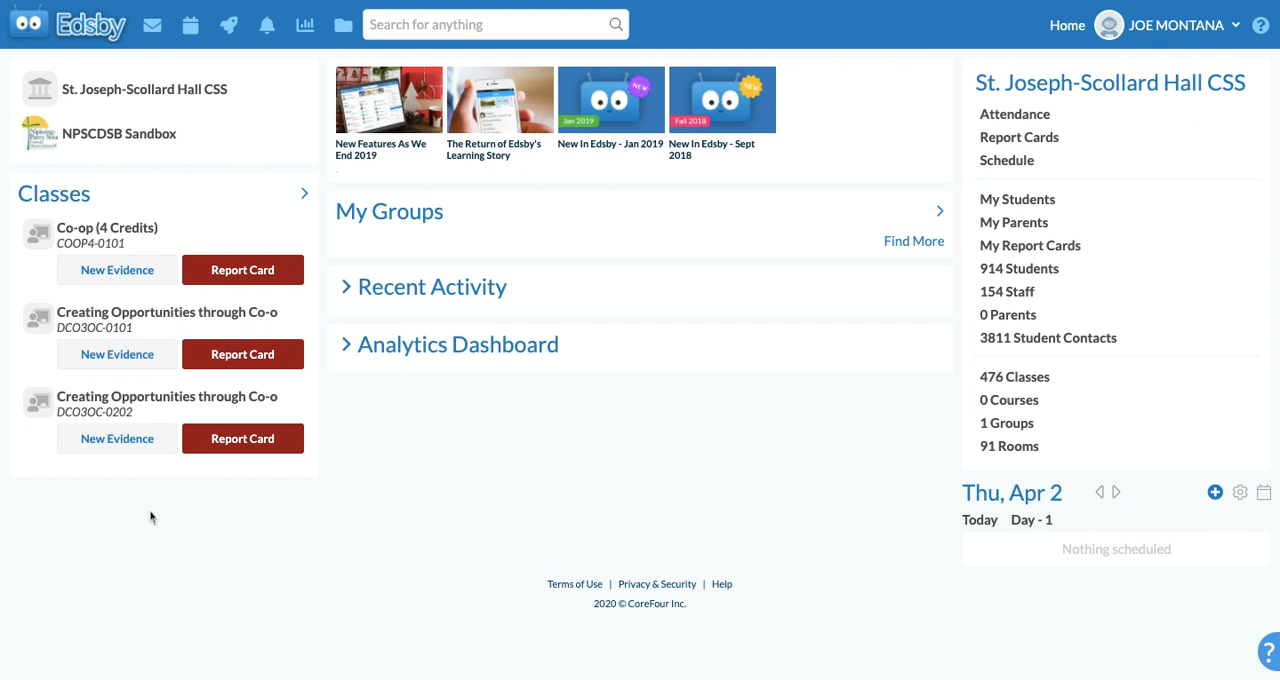 Edsby
Search for anything
Home
JOE MONTANA
?
St. Joseph-Scollard Hall CSS
NPSCDSB Sandbox
Classes
Co-op (4 Credits)
COOP4-0101
New Evidence
Report Card
Creating Opportunities through Co-o
DCO3OC-0101
New Evidence
Report Card
Creating Opportunities through Co-o
DCO3OC-0202
New Evidence
Report Card
New Features As We
End 2019
The Return of Edsby's
Learning Story
NEW
Jan 2019
New In Edsby - Jan 2019
NEW
Fall 2018
New In Edsby - Sept
2018
My Groups
Find More
Recent Activity
Analytics Dashboard
St. Joseph-Scollard Hall CSS
Attendance
Report Cards
Schedule
My Students
My Parents
My Report Cards
914 Students
154 Staff
0 Parents
3811 Student Contacts
476 Classes
0 Courses
1 Groups
91 Rooms
Thu, Apr 2
Today Day - 1
Nothing scheduled
Terms of Use | Privacy & Security | Help
2020 © CoreFour Inc.
?